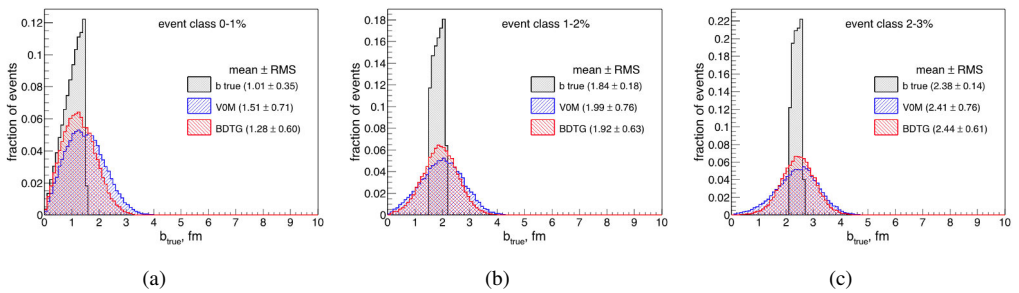 event class 0-1%
mean ± RMS
b true (1.01 ± 0.35)
V0M (1.51 ± 0.71)
BDTG (1.28 ± 0.60)
fraction of events
0.12
0.1
0.08
0.06
0.04
0.02
0
0 1 2 3 4 5 6 7 8 9 10
b_true, fm
(a)
event class 1-2%
mean ± RMS
b true (1.84 ± 0.18)
V0M (1.99 ± 0.76)
BDTG (1.92 ± 0.63)
fraction of events
0.18
0.16
0.14
0.12
0.1
0.08
0.06
0.04
0.02
0
0 1 2 3 4 5 6 7 8 9 10
b_true, fm
(b)
event class 2-3%
mean ± RMS
b true (2.38 ± 0.14)
V0M (2.41 ± 0.76)
BDTG (2.44 ± 0.61)
fraction of events
0.22
0.2
0.18
0.16
0.14
0.12
0.1
0.08
0.06
0.04
0.02
0
0 1 2 3 4 5 6 7 8 9 10
b_true, fm
(c)